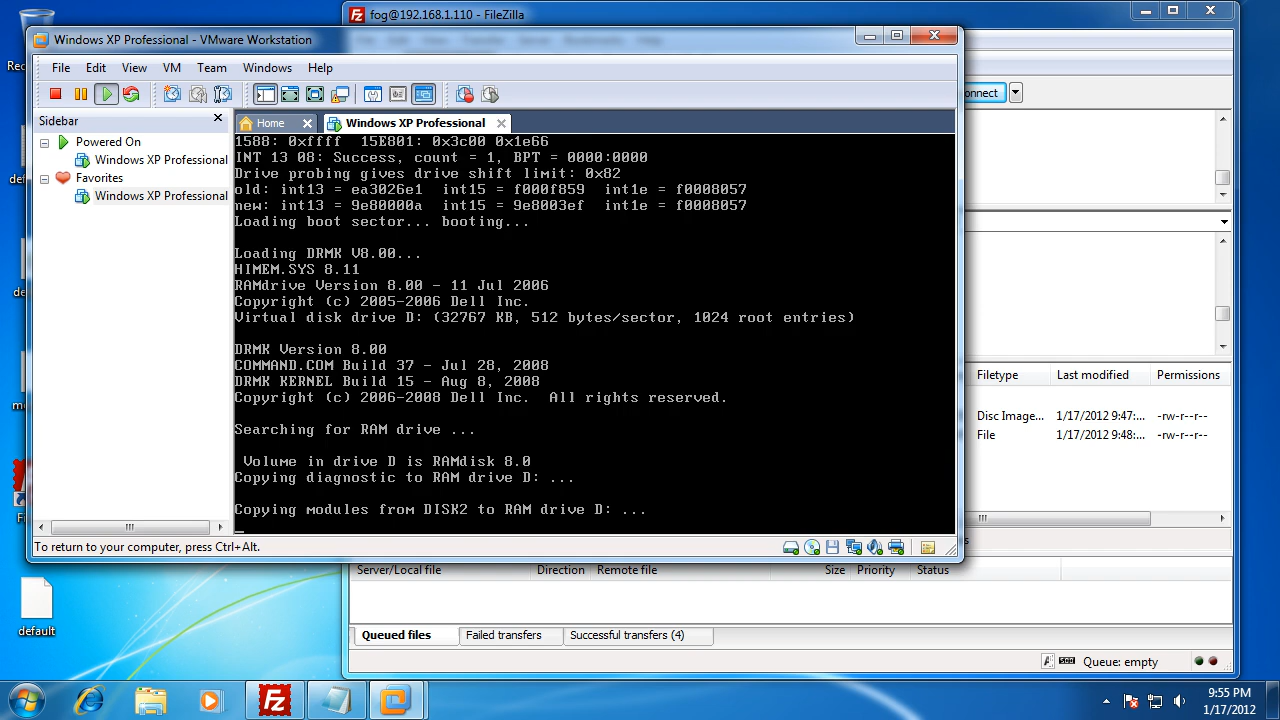 fog@192.168.1.110 - FileZilla
Windows XP Professional - VMware Workstation
File Edit View VM Team Windows Help
onnect
Sidebar
Home
Windows XP Professional
Powered On
Windows XP Professional
Favorites
Windows XP Professional
1588: 0xffff  15E801: 0x3c00 0x1e66
INT 13 08: Success, count = 1, BPT = 0000:0000
Drive probing gives drive shift limit: 0x82
old: int13 = ea3026e1  int15 = f000f859  int1e = f0008057
new: int13 = 9e80000a  int15 = 9e8003ef  int1e = f0008057
Loading boot sector... booting...
Loading DRMK V8.00...
HIMEM.SYS 8.11
RAMdrive Version 8.00 - 11 Jul 2006
Copyright (c) 2005-2006 Dell Inc.
Virtual disk drive D: (32767 KB, 512 bytes/sector, 1024 root entries)
DRMK Version 8.00
COMMAND.COM Build 37 - Jul 28, 2008
DRMK KERNEL Build 15 - Aug 8, 2008
Copyright (c) 2006-2008 Dell Inc.  All rights reserved.
Searching for RAM drive ...
Volume in drive D is RAMdisk 8.0
Copying diagnostic to RAM drive D: ...
Copying modules from DISK2 to RAM drive D: ...
To return to your computer, press Ctrl+Alt.
Filetype Last modified Permissions
Disc Image... 1/17/2012 9:47:... -rw-r--r--
File 1/17/2012 9:48:... -rw-r--r--
Server/Local file Direction Remote file Size Priority Status
Queued files Failed transfers Successful transfers (4)
Queue: empty
default
9:55 PM
1/17/2012